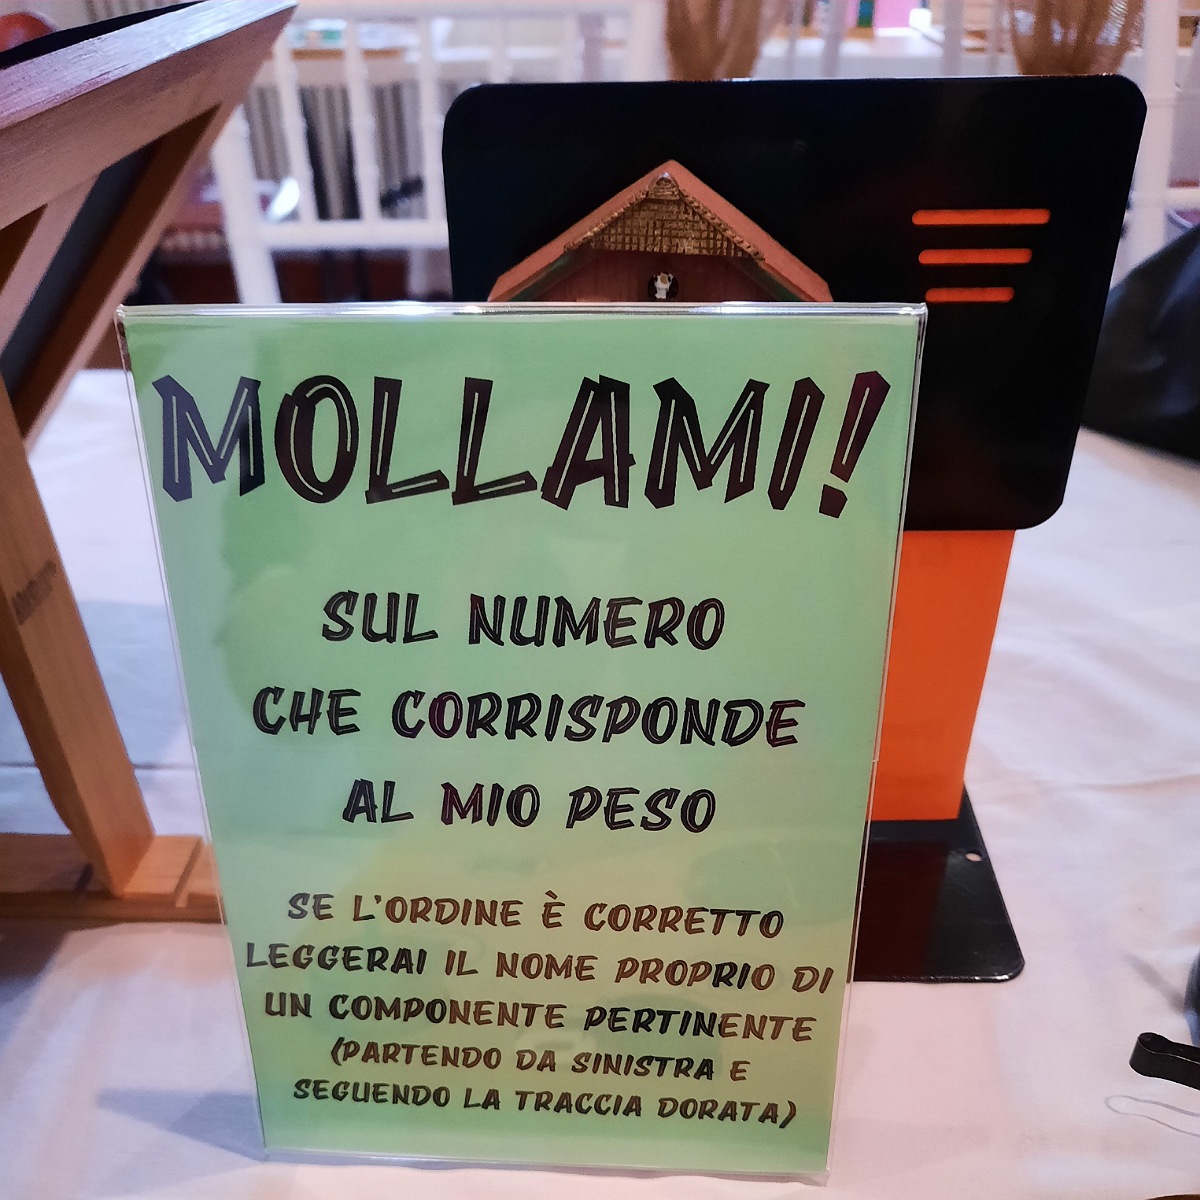 MOLLAMI!
SUL NUMERO
CHE CORRISPONDE
AL MIO PESO
SE L'ORDINE È CORRETTO
LEGGERAI IL NOME PROPRIO DI
UN COMPONENTE PERTINENTE
(PARTENDO DA SINISTRA E
SEGUENDO LA TRACCIA DORATA)